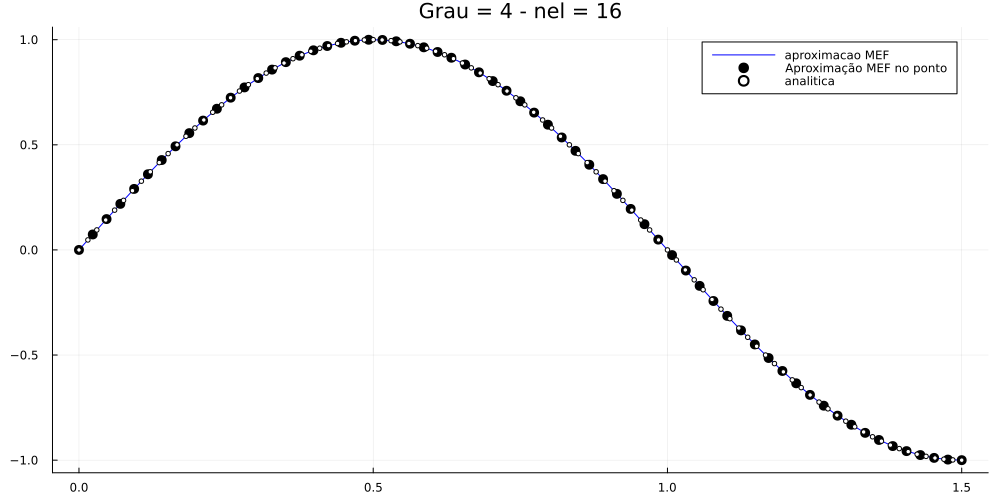 Grau = 4 - nel = 16
1.0
0.5
0.0
−0.5
−1.0
aproximacao MEF
Aproximação MEF no ponto
analitica
0.0
0.5
1.0
1.5